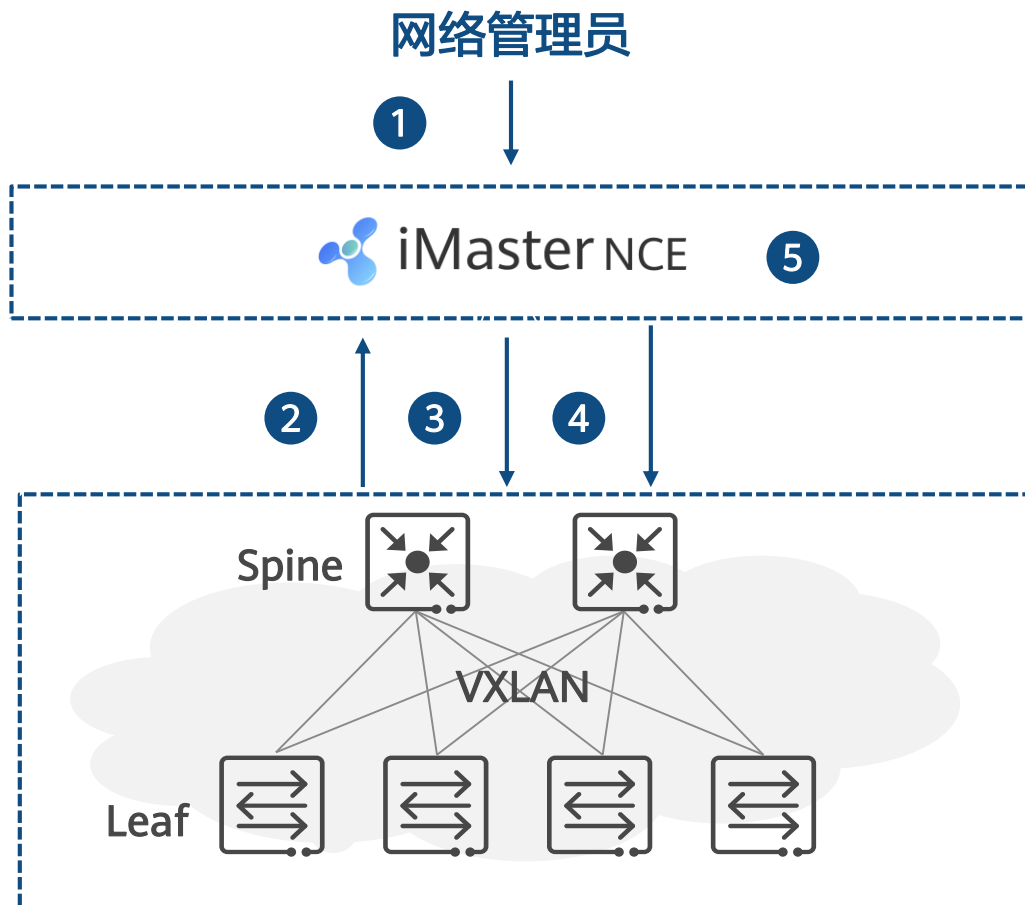 网络管理员
1
iMaster NCE
5
2
3
4
Spine
VXLAN
Leaf